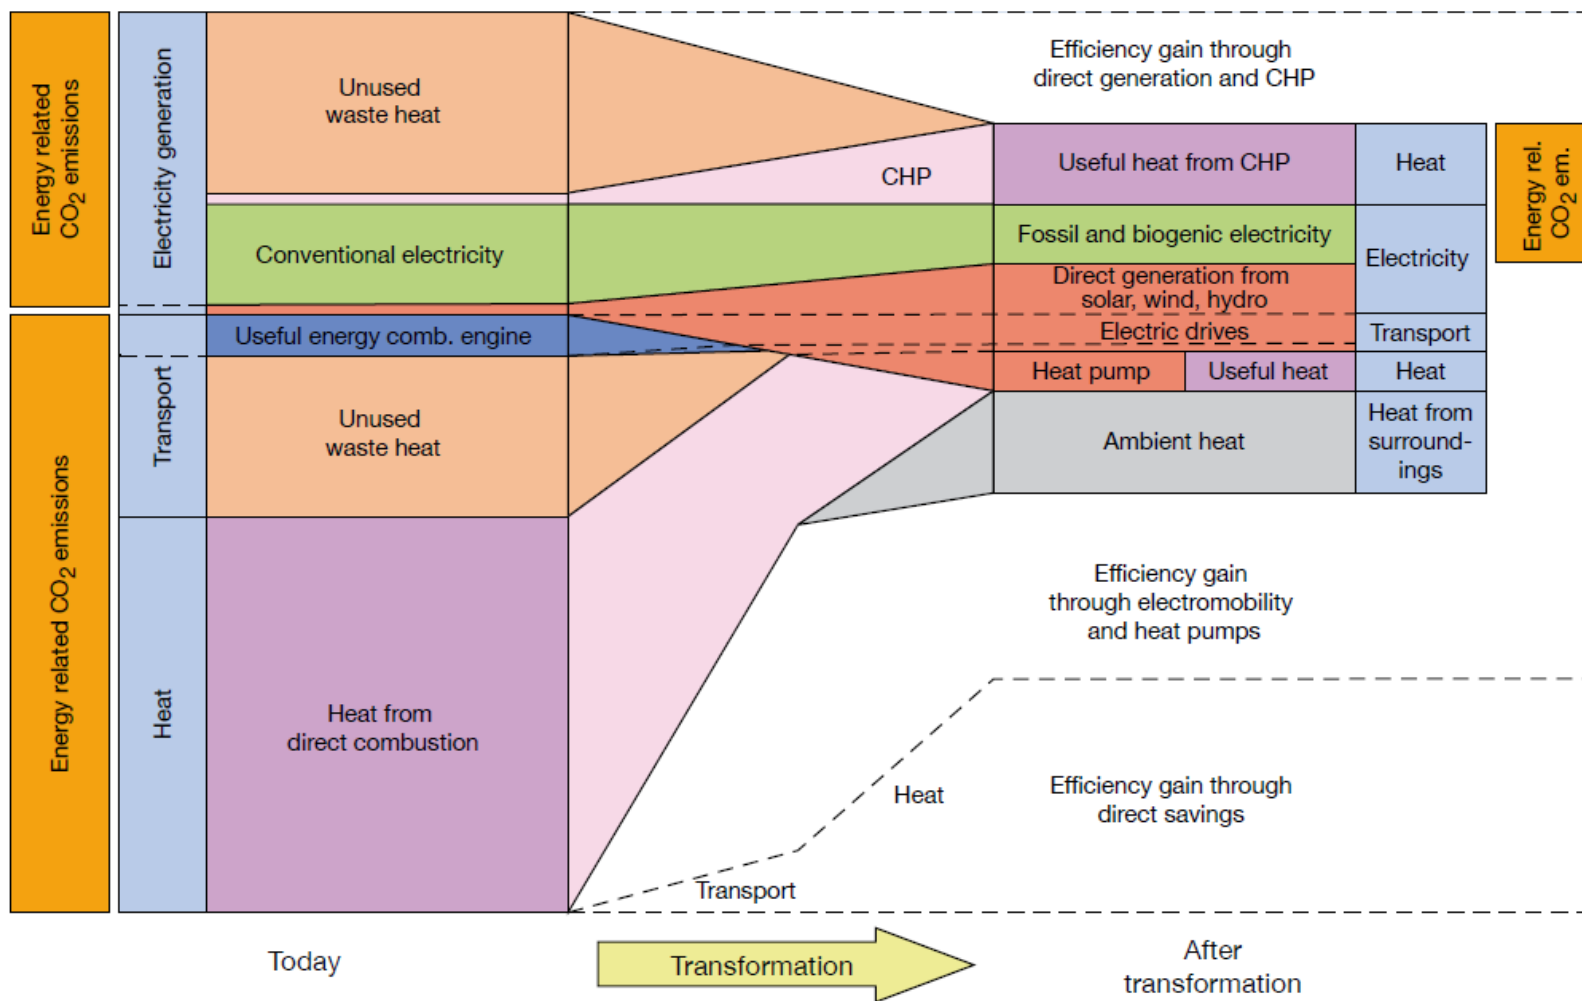 Energy related
CO2 emissions
Electricity generation
Unused
waste heat
Efficiency gain through
direct generation and CHP
CHP
Useful heat from CHP
Heat
Energy rel.
CO2 em.
Conventional electricity
Fossil and biogenic electricity
Electricity
Direct generation from
solar, wind, hydro
Useful energy comb. engine
Electric drives
Transport
Heat pump
Useful heat
Heat
Energy related CO2 emissions
Transport
Unused
waste heat
Ambient heat
Heat from
surround-
ings
Heat
Heat from
direct combustion
Efficiency gain
through electromobility
and heat pumps
Heat
Efficiency gain through
direct savings
Transport
Today
Transformation
After
transformation